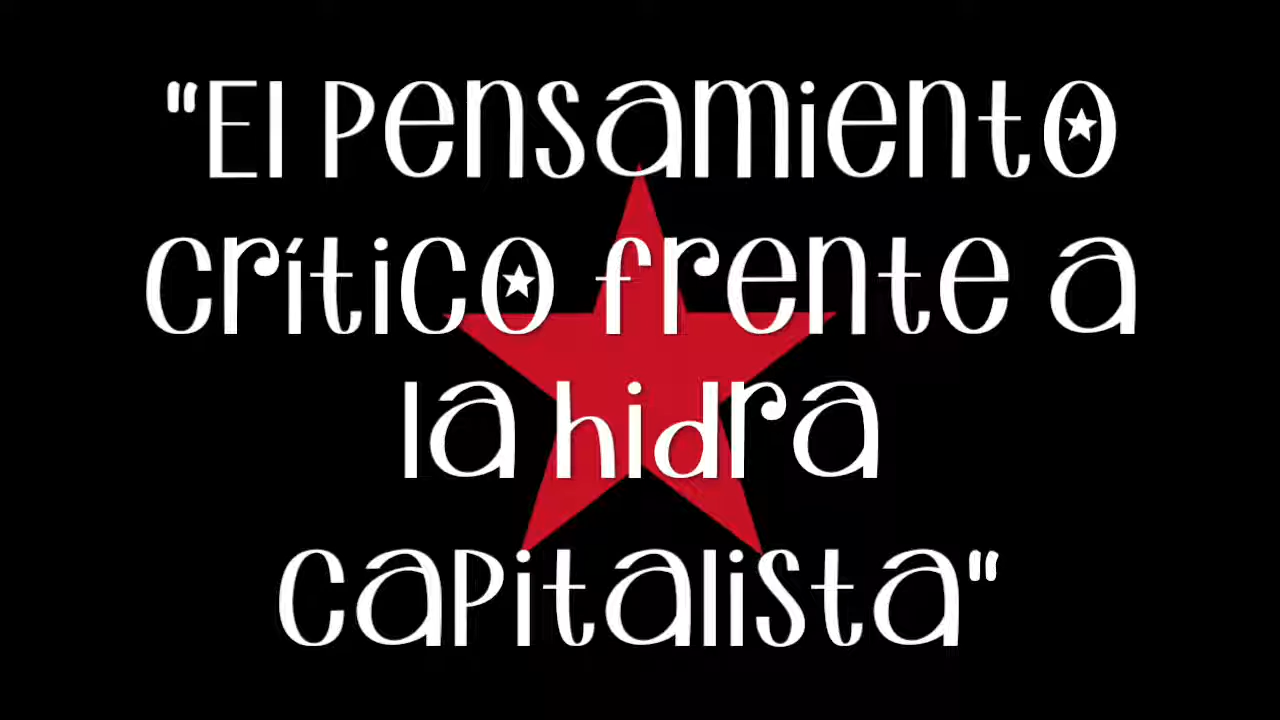 "El pensamiento
crítico frente a
la hidra
capitalista"